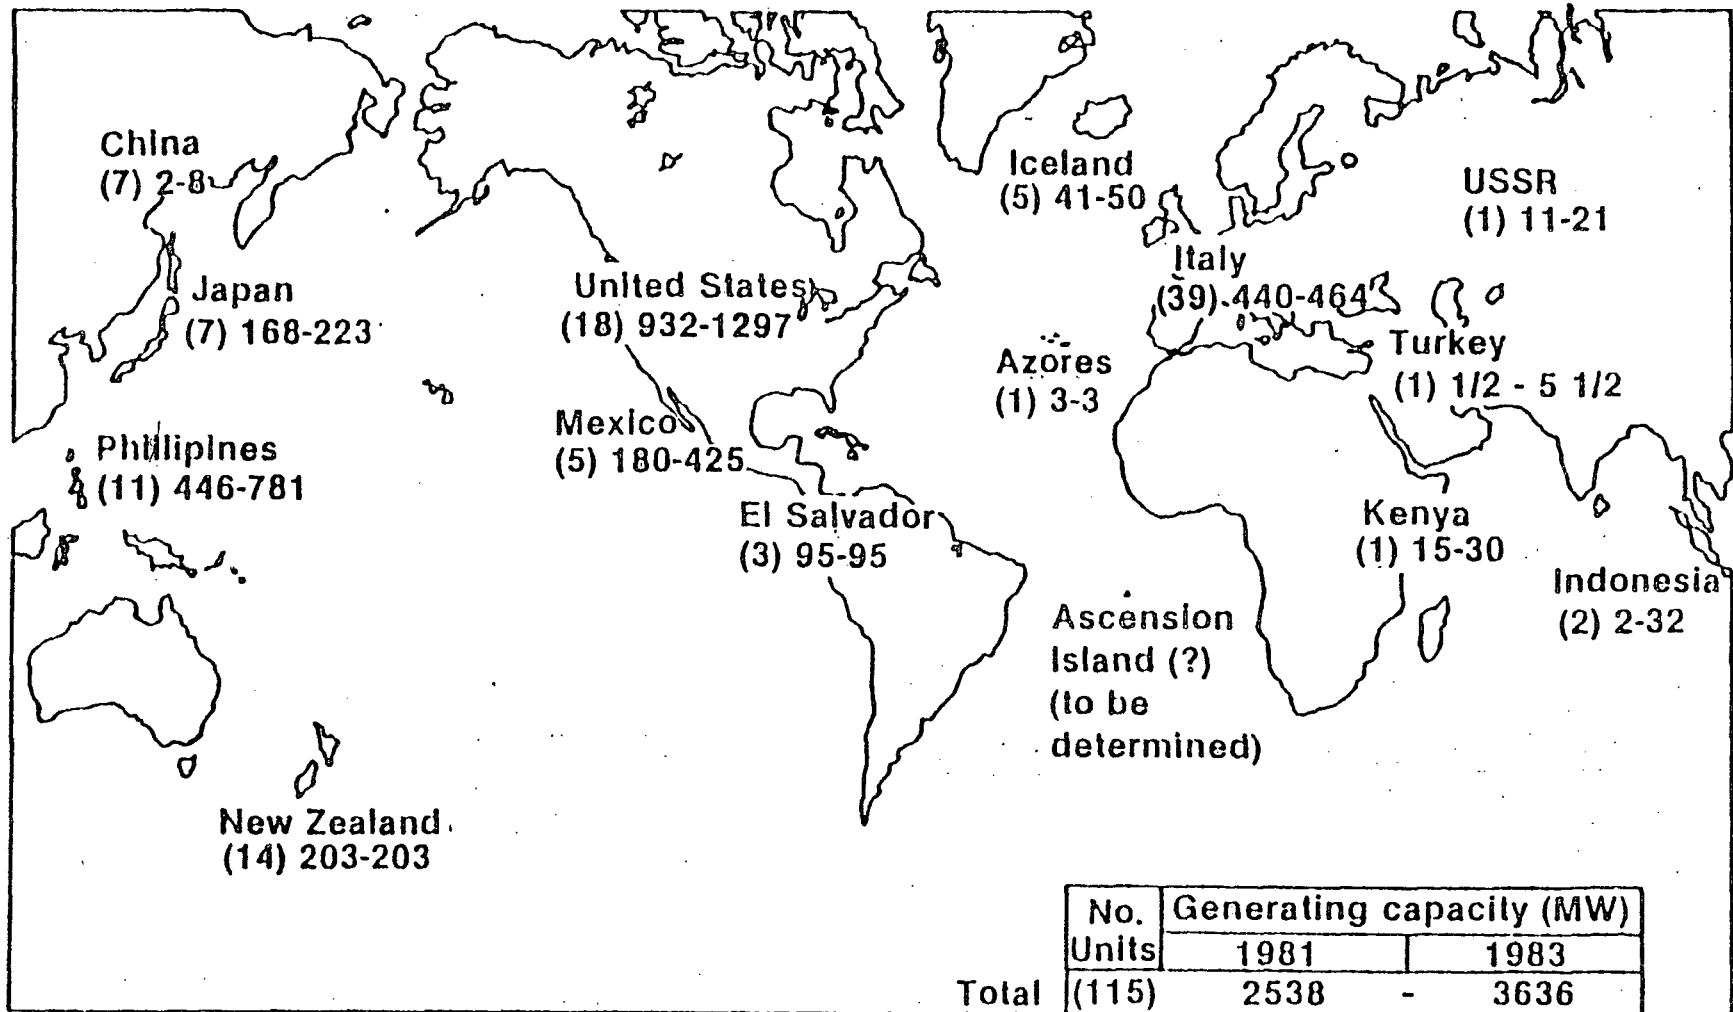 China
(7) 2-8
Iceland
(5) 41-50
USSR
(1) 11-21
Japan
(7) 168-223
United States
(18) 932-1297
Italy
(39) 440-464
Azores
(1) 3-3
Turkey
(1) 1/2 - 5 1/2
Phillipines
(11) 446-781
Mexico
(5) 180-425
El Salvador
(3) 95-95
Kenya
(1) 15-30
Indonesia
(2) 2-32
Ascension
Island (?)
(to be
determined)
New Zealand
(14) 203-203
No. Units Generating capacity (MW)
1981 1983
Total (115) 2538 - 3636